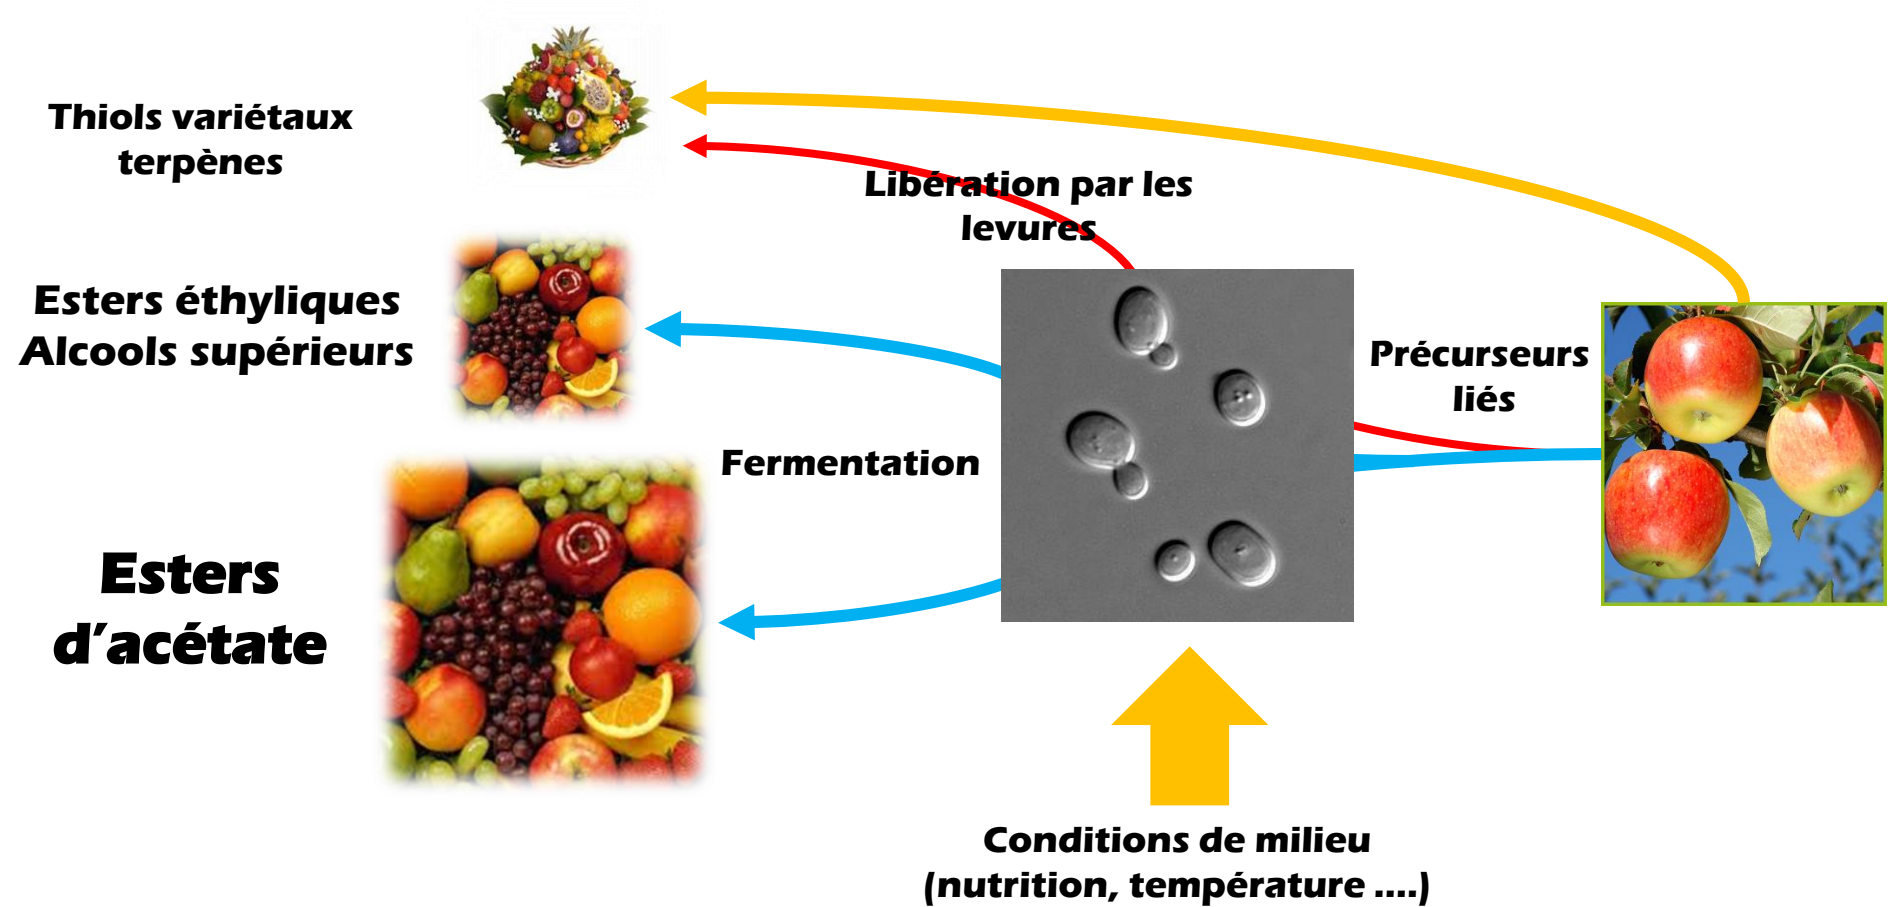 Thiols variétaux
terpènes
Libération par les
levures
Esters éthyliques
Alcools supérieurs
Précurseurs
liés
Fermentation
Esters
d’acétate
Conditions de milieu
(nutrition, température ....)